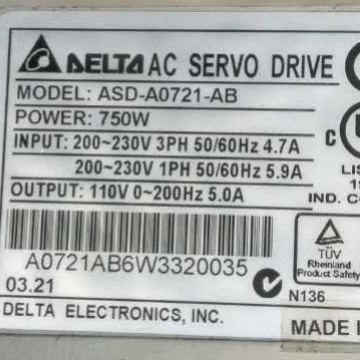 DELTA AC SERVO DRIVE
MODEL: ASD-A0721-AB
POWER: 750W
INPUT: 200~230V 3PH 50/60Hz 4.7A
200~230V 1PH 50/60Hz 5.9A
OUTPUT: 110V 0~200Hz 5.0A
C
LIS
IND. CO
A0721AB6W3320035
TÜV
Rheinland
Product Safety
03.21
N136
DELTA ELECTRONICS, INC.
MADE